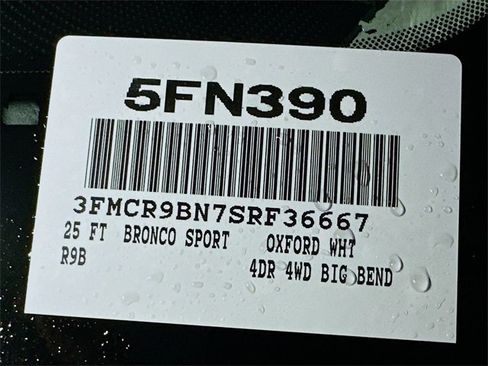 5FN390
3FMCR9BN7SRF36667
25 FT BRONCO SPORT OXFORD WHT
R9B 4DR 4WD BIG BEND